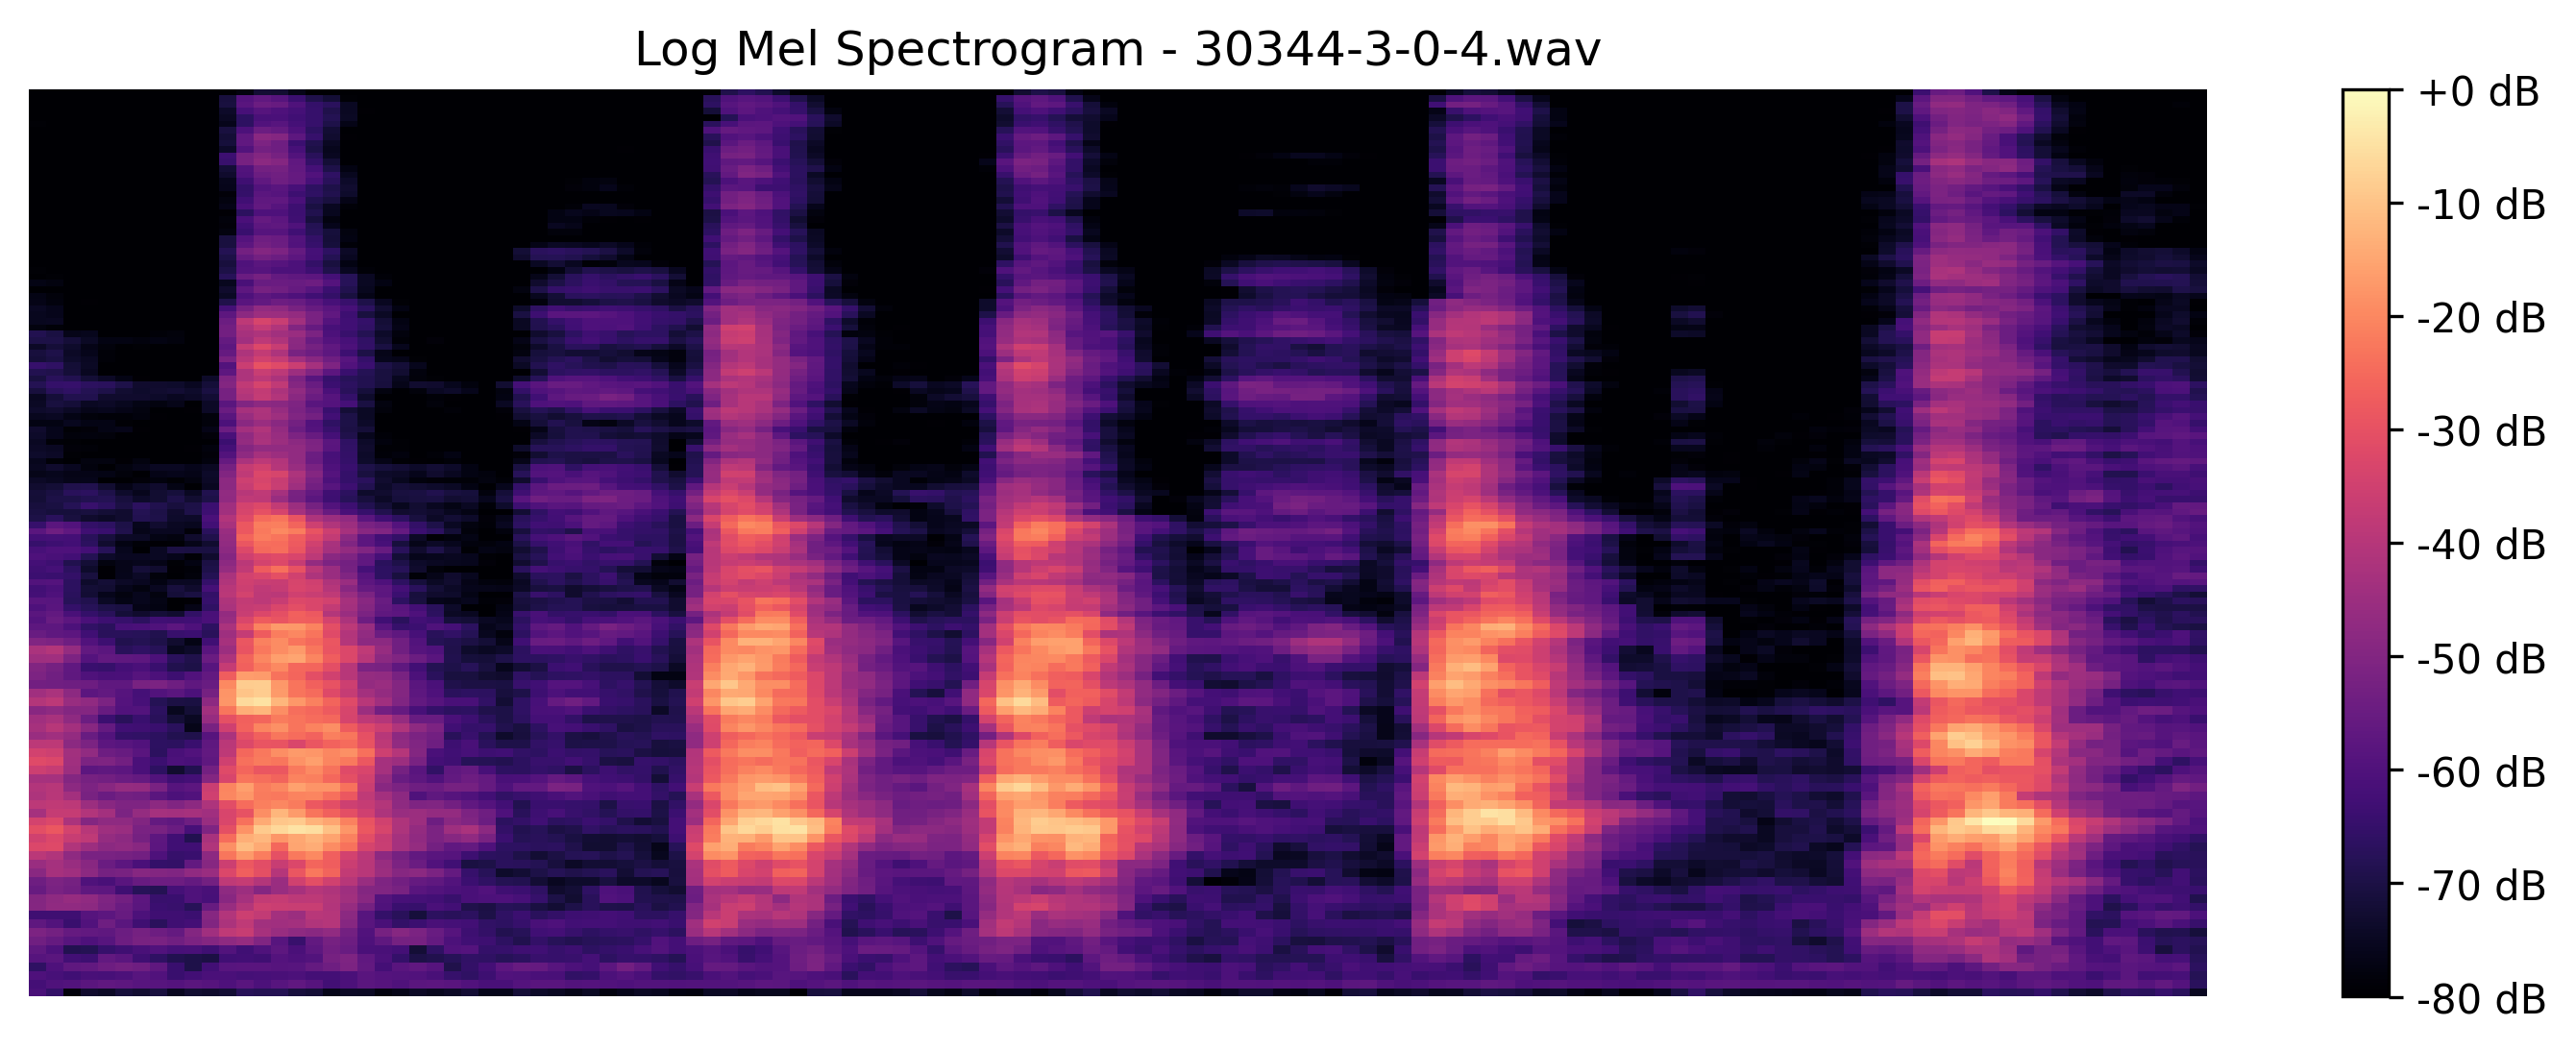 Log Mel Spectrogram - 30344-3-0-4.wav
+0 dB
-10 dB
-20 dB
-30 dB
-40 dB
-50 dB
-60 dB
-70 dB
-80 dB